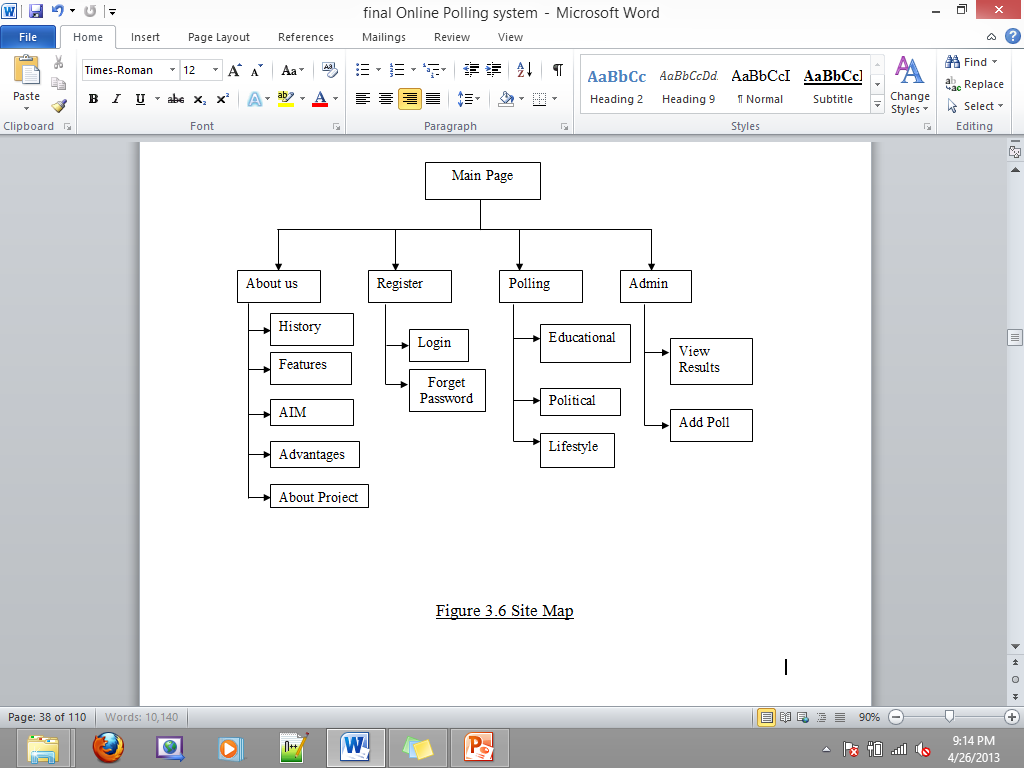 final Online Polling system - Microsoft Word
File Home Insert Page Layout References Mailings Review View
Paste
Times-Roman 12
AaBbCc AaBbCcDd. AaBbCcI AaBbCcI
Heading 2 Heading 9 ¶ Normal Subtitle
Change
Styles
Find
Replace
Select
Clipboard Font Paragraph Styles Editing
Main Page
About us Register Polling Admin
History
Features
AIM
Advantages
About Project
Login
Forget
Password
Educational
Political
Lifestyle
View
Results
Add Poll
Figure 3.6 Site Map
Page: 38 of 110 Words: 10,140 90%
9:14 PM
4/26/2013